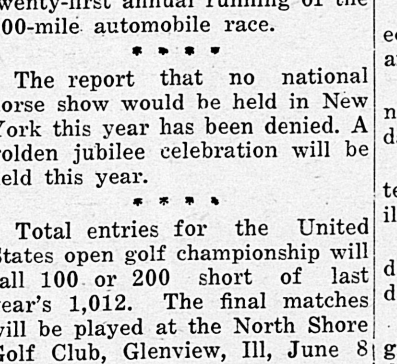 wenty-first annual running of the
00-mile automobile race.
* * * *
The report that no national
orse show would be held in New
York this year has been denied. A
olden jubilee celebration will be
eld this year.
* * * *
Total entries for the United
States open golf championship will
all 100 or 200 short of last
ear's 1,012. The final matches
will be played at the North Shore
Golf Club, Glenview, Ill, June 8